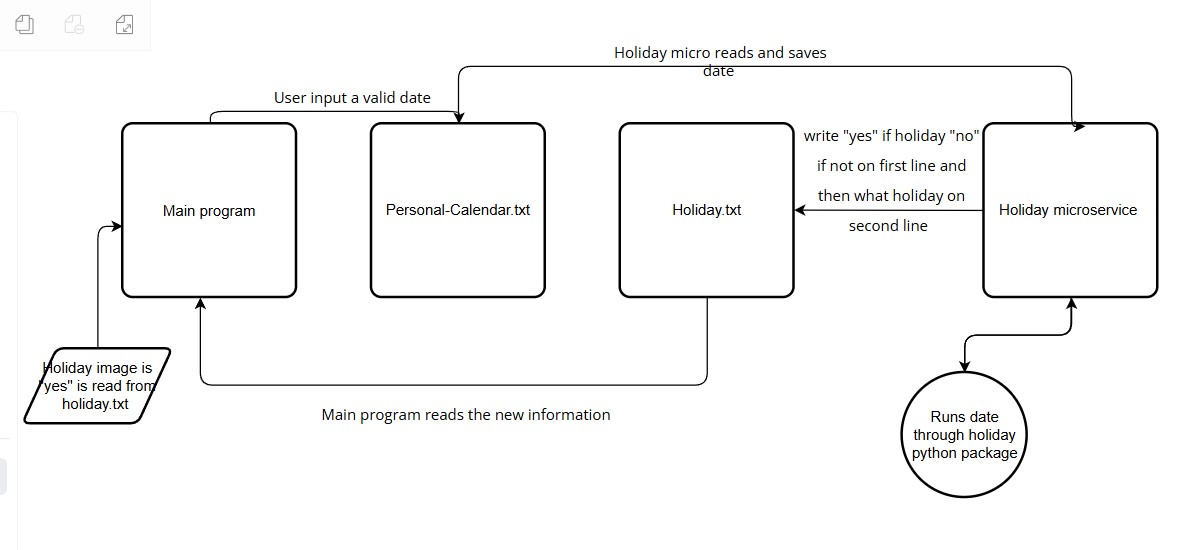 Holiday micro reads and saves
date
User input a valid date
Main program
Personal-Calendar.txt
Holiday.txt
write "yes" if holiday "no"
if not on first line and
then what holiday on
second line
Holiday microservice
Holiday image is
"yes" is read from
holiday.txt
Main program reads the new information
Runs date
through holiday
python package